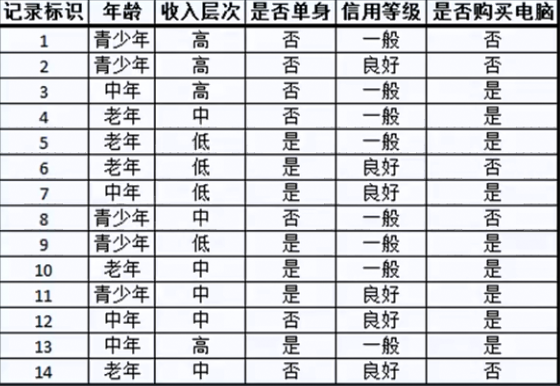 记录标识 年龄 收入层次 是否单身 信用等级 是否购买电脑
1 青少年 高 否 一般 否
2 青少年 高 否 良好 否
3 中年 高 否 一般 是
4 老年 中 否 一般 是
5 老年 低 是 一般 是
6 老年 低 是 良好 否
7 中年 低 是 良好 是
8 青少年 中 否 一般 否
9 青少年 低 是 一般 是
10 老年 中 是 一般 是
11 青少年 中 是 良好 是
12 中年 中 否 良好 是
13 中年 高 是 一般 是
14 老年 中 否 良好 否